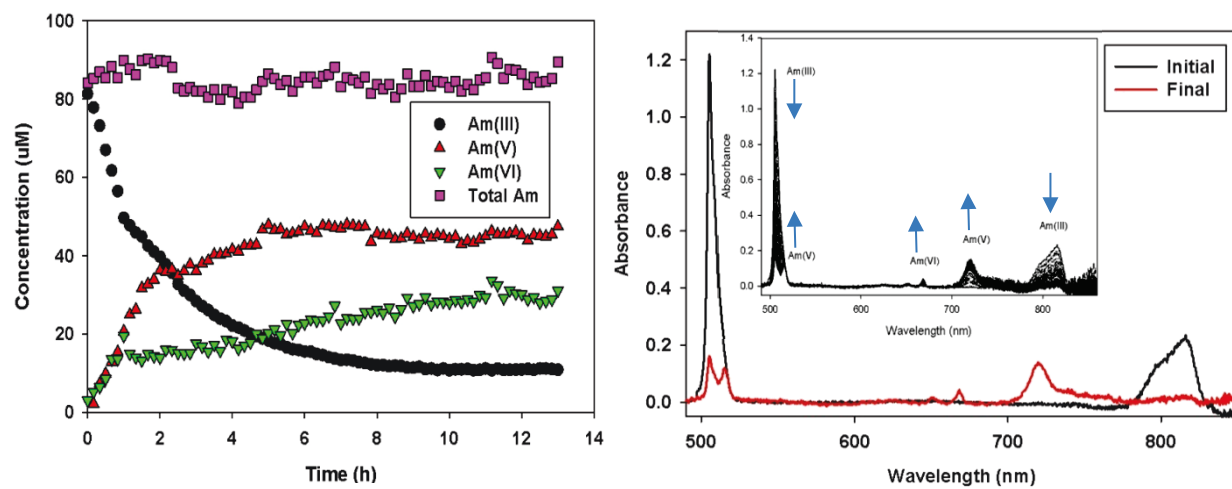 100
80
60
40
20
0
Concentration (uM)
Am(III)
Am(V)
Am(VI)
Total Am
0 2 4 6 8 10 12 14
Time (h)
1.2
1.0
0.8
0.6
0.4
0.2
0.0
Absorbance
Initial
Final
1.4
1.2
1.0
0.8
0.6
0.4
0.2
0.0
Absorbance
Am(III)
Am(V)
Am(VI)
Am(V)
Am(III)
500 600 700 800
Wavelength (nm)
500 600 700 800
Wavelength (nm)